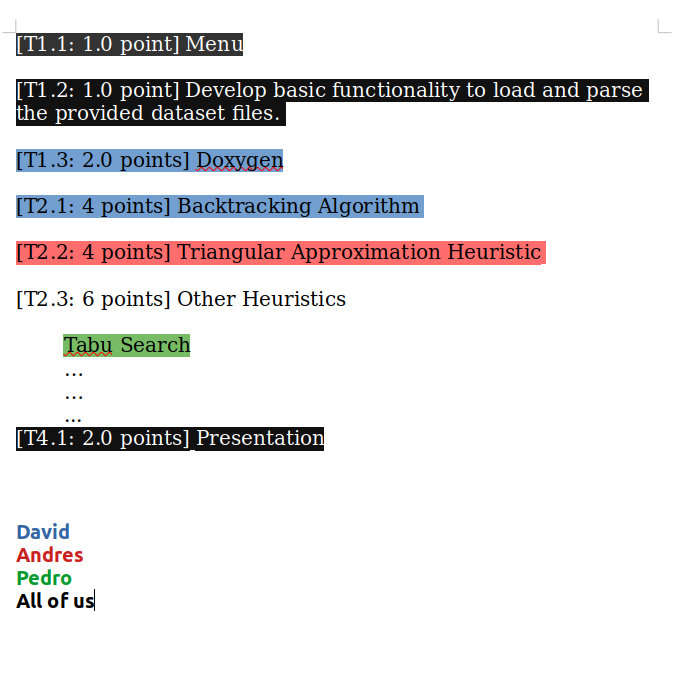 [T1.1: 1.0 point] Menu
[T1.2: 1.0 point] Develop basic functionality to load and parse
the provided dataset files.
[T1.3: 2.0 points] Doxygen
[T2.1: 4 points] Backtracking Algorithm
[T2.2: 4 points] Triangular Approximation Heuristic
[T2.3: 6 points] Other Heuristics
Tabu Search
...
...
...
[T4.1: 2.0 points] Presentation
David
Andres
Pedro
All of us